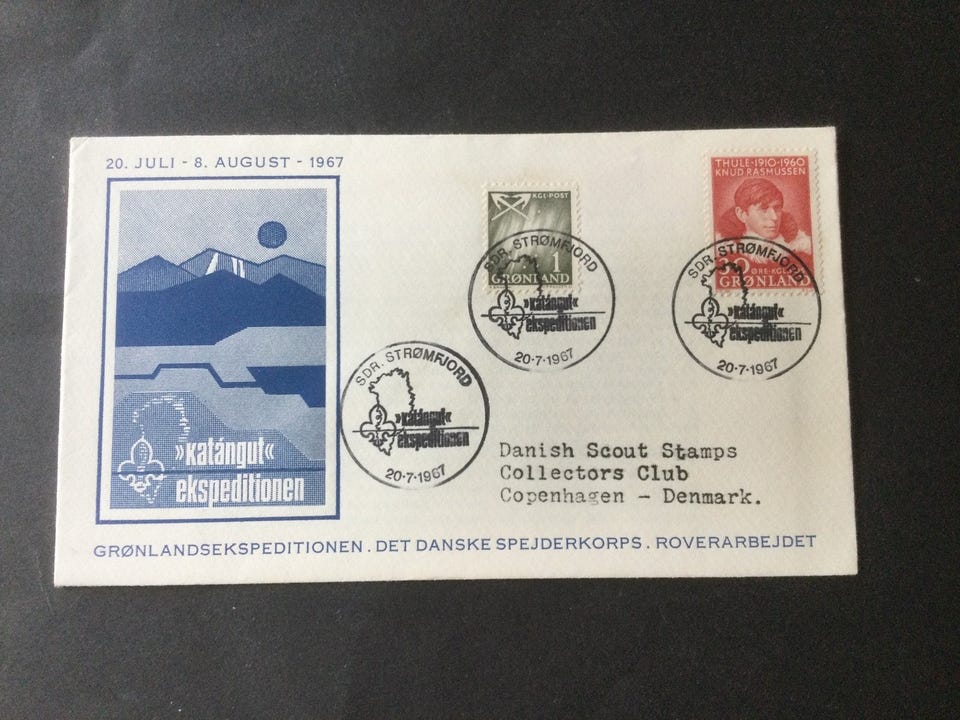 20. JULI - 8. AUGUST - 1967
»Katángut«
ekspeditionen
KGL·POST
1
GRØNLAND
THULE·1910-1960
KNUD RASMUSSEN
ØRE·KGL
GRØNLAND
SDR. STRØMFJORD
»Katángut«
ekspeditionen
20·7·1967
SDR. STRØMFJORD
»Katángut«
ekspeditionen
20·7·1967
SDR. STRØMFJORD
»Katángut«
ekspeditionen
20·7·1967
Danish Scout Stamps
Collectors Club
Copenhagen - Denmark.
GRØNLANDSEKSPEDITIONEN . DET DANSKE SPEJDERKORPS . ROVERARBEJDET